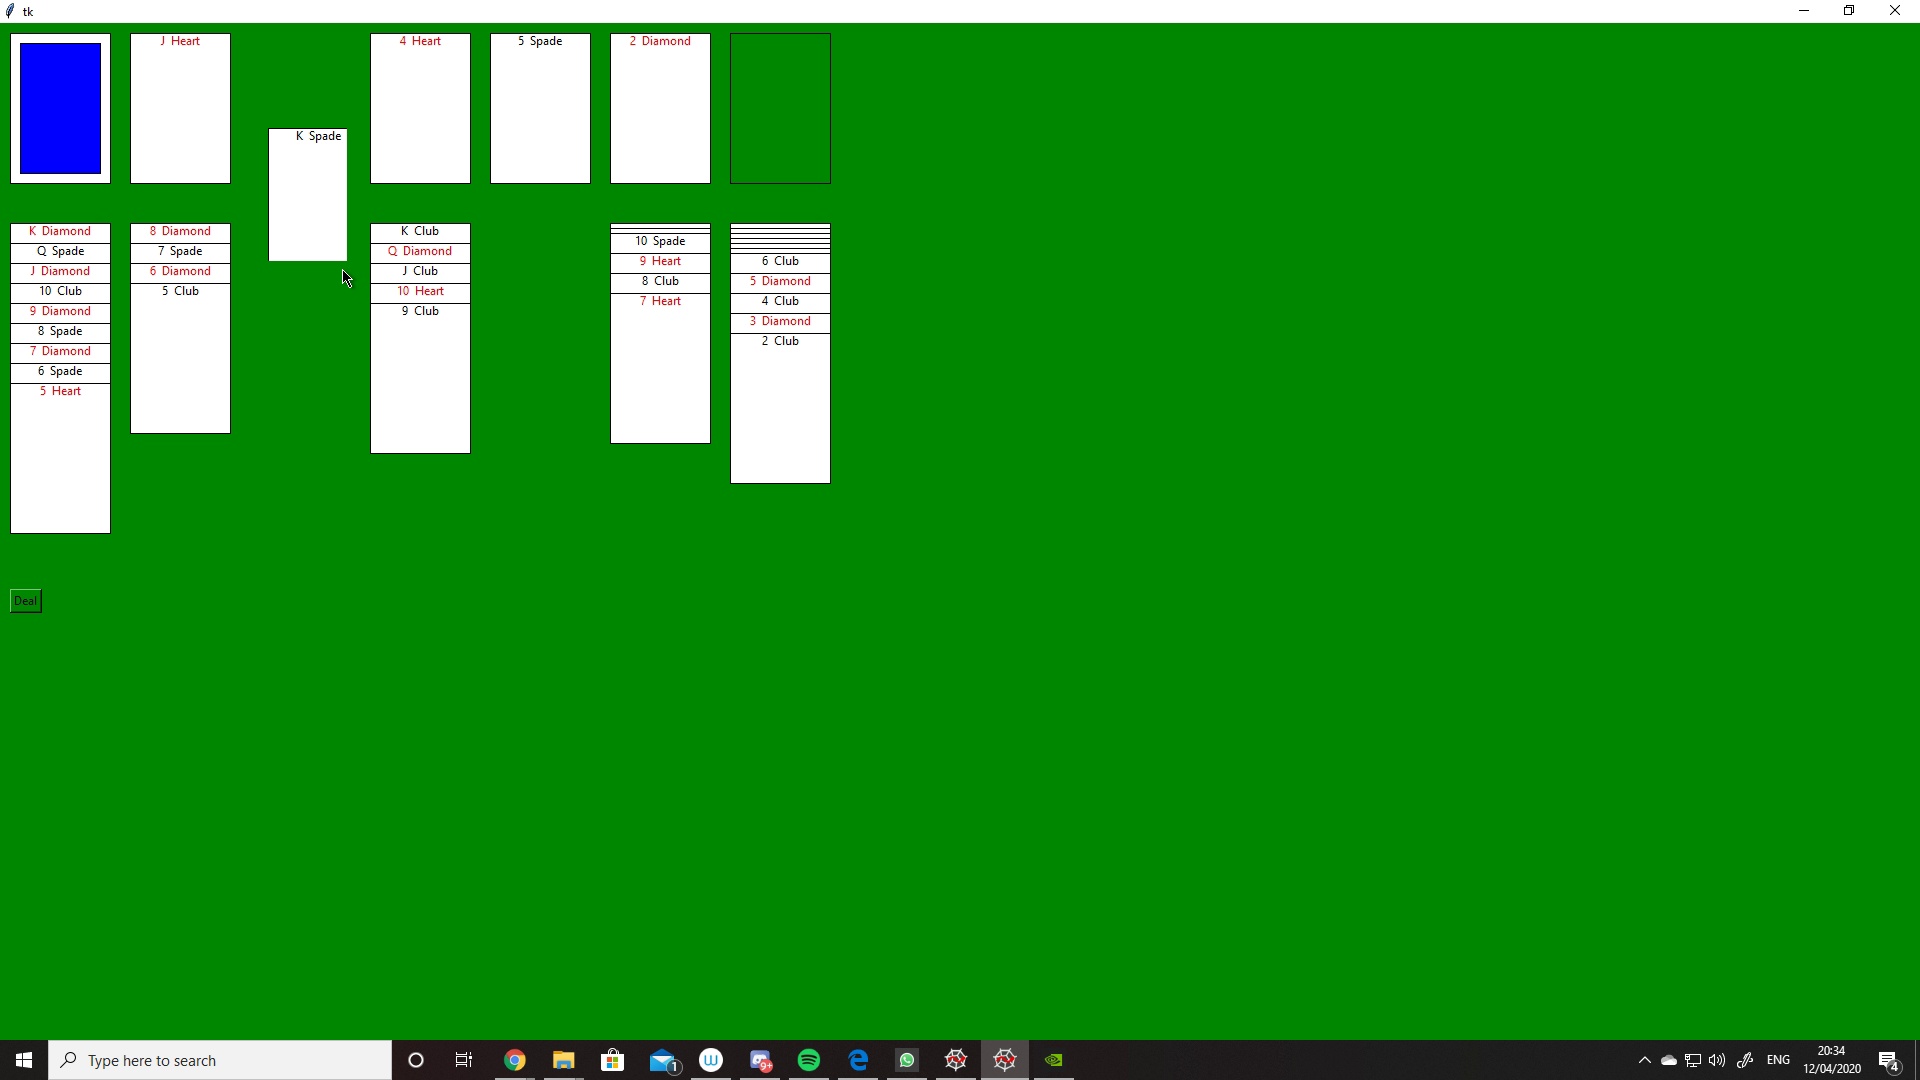 tk
J Heart
4 Heart
5 Spade
2 Diamond
K Spade
K Diamond
Q Spade
J Diamond
10 Club
9 Diamond
8 Spade
7 Diamond
6 Spade
5 Heart
8 Diamond
7 Spade
6 Diamond
5 Club
K Club
Q Diamond
J Club
10 Heart
9 Club
10 Spade
9 Heart
8 Club
7 Heart
6 Club
5 Diamond
4 Club
3 Diamond
2 Club
Deal
Type here to search
1
W
9+
ENG
20:34
12/04/2020
4